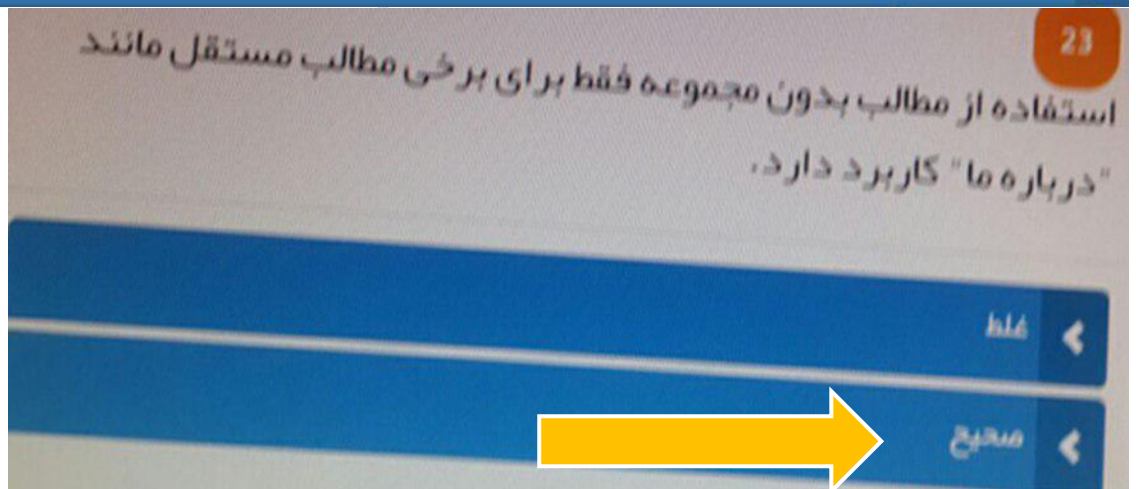 23
استفاده از مطالب بدون مجموعه فقط برای برخی مطالب مستقل مانند
"درباره ما" کاربرد دارد.
غلط
صحیح